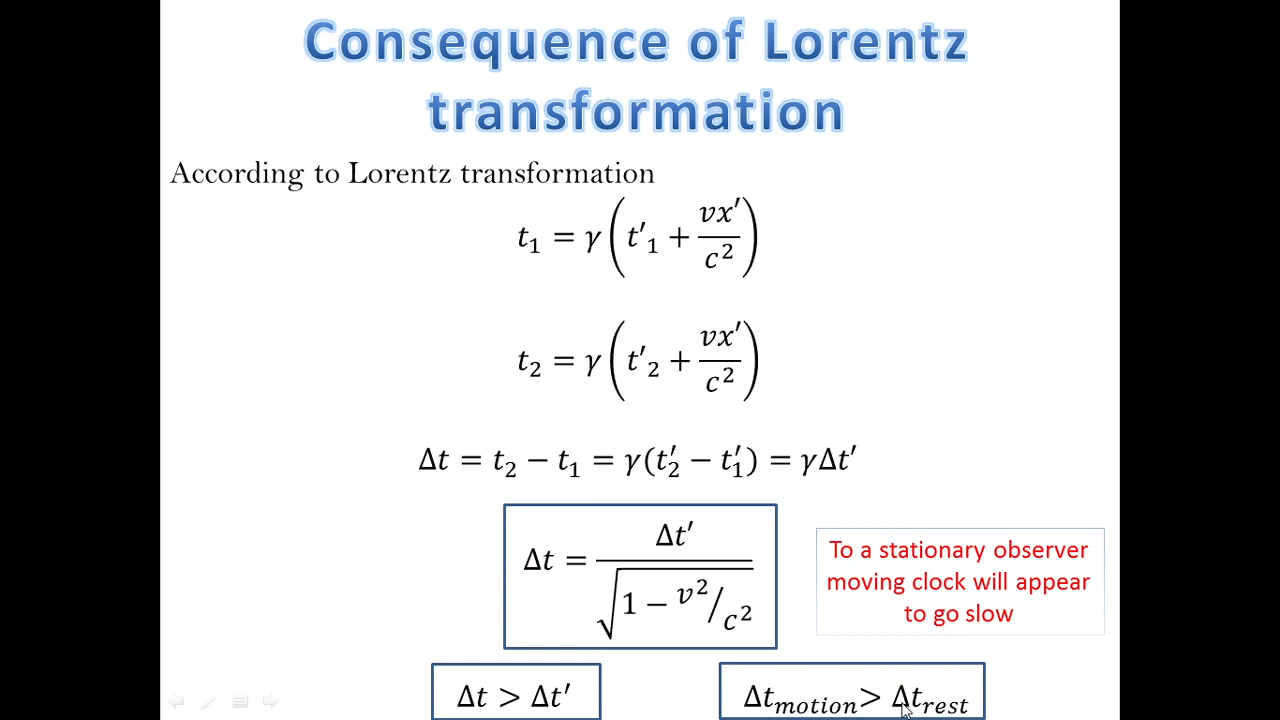 Consequence of Lorentz
transformation
According to Lorentz transformation
t₁ = γ(t′₁ + vx′/c²)
t₂ = γ(t′₂ + vx′/c²)
Δt = t₂ − t₁ = γ(t₂′ − t₁′) = γΔt′
Δt = Δt′/√(1 − v²/c²)
To a stationary observer
moving clock will appear
to go slow
Δt > Δt′
Δt_motion > Δt_rest